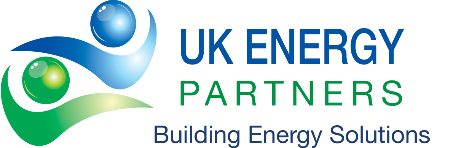 UK ENERGY
PARTNERS
Building Energy Solutions